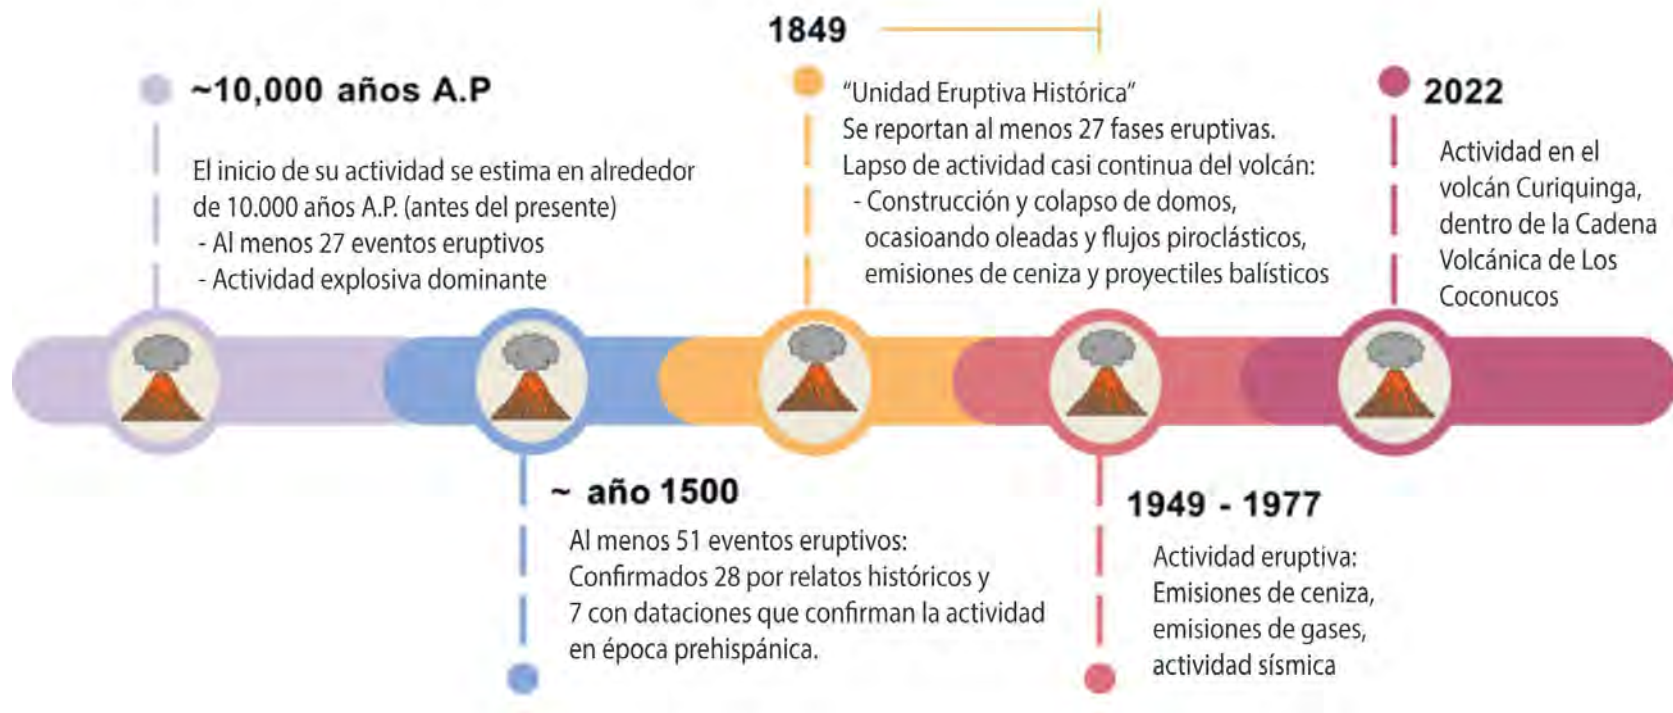 ~10,000 años A.P
El inicio de su actividad se estima en alrededor
de 10.000 años A.P. (antes del presente)
- Al menos 27 eventos eruptivos
- Actividad explosiva dominante
~ año 1500
Al menos 51 eventos eruptivos:
Confirmados 28 por relatos históricos y
7 con dataciones que confirman la actividad
en época prehispánica.
1849
“Unidad Eruptiva Histórica”
Se reportan al menos 27 fases eruptivas.
Lapso de actividad casi continua del volcán:
- Construcción y colapso de domos,
ocasioando oleadas y flujos piroclásticos,
emisiones de ceniza y proyectiles balísticos
1949 - 1977
Actividad eruptiva:
Emisiones de ceniza,
emisiones de gases,
actividad sísmica
2022
Actividad en el
volcán Curiquinga,
dentro de la Cadena
Volcánica de Los
Coconucos